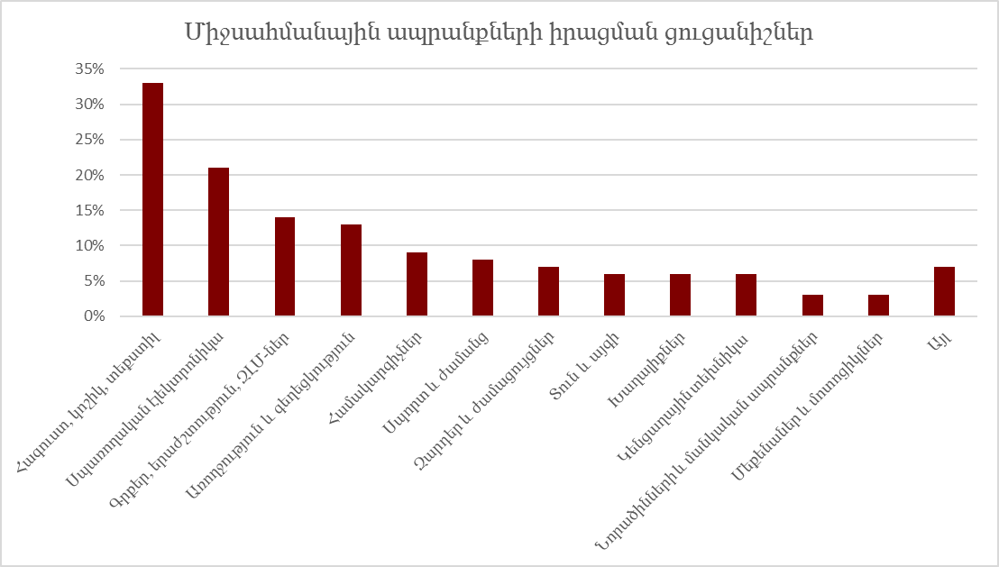 Միջսահմանային ապրանքների իրացման ցուցանիշներ
35%
30%
25%
20%
15%
10%
5%
0%
Հագուստ, կոշիկ, տեքստիլ
Սպառողական էլեկտրոնիկա
Գրքեր, երաժշտություն, ԶԼՄ-ներ
Առողջություն և գեղեցկություն
Համակարգիչներ
Սպորտ և ժամանց
Զարդեր և ժամացույցներ
Տուն և այգի
Խաղալիքներ
Կենցաղային տեխնիկա
Նորածինների և մանկական ապրանքներ
Մեքենաներ և մոտոցիկլներ
Այլ